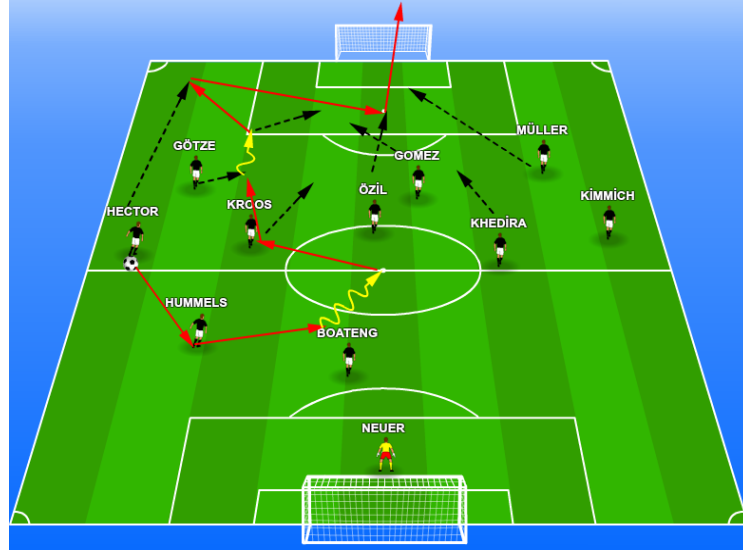 MÜLLER
GÖTZE
GOMEZ
ÖZİL
KİMMİCH
KROOS
HECTOR
KHEDİRA
HUMMELS
BOATENG
NEUER